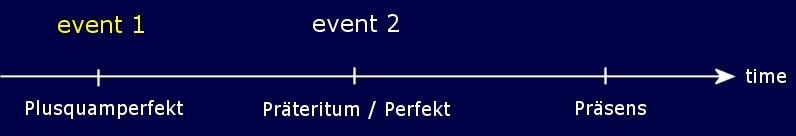 event 1 event 2
time
Plusquamperfekt Präteritum / Perfekt Präsens